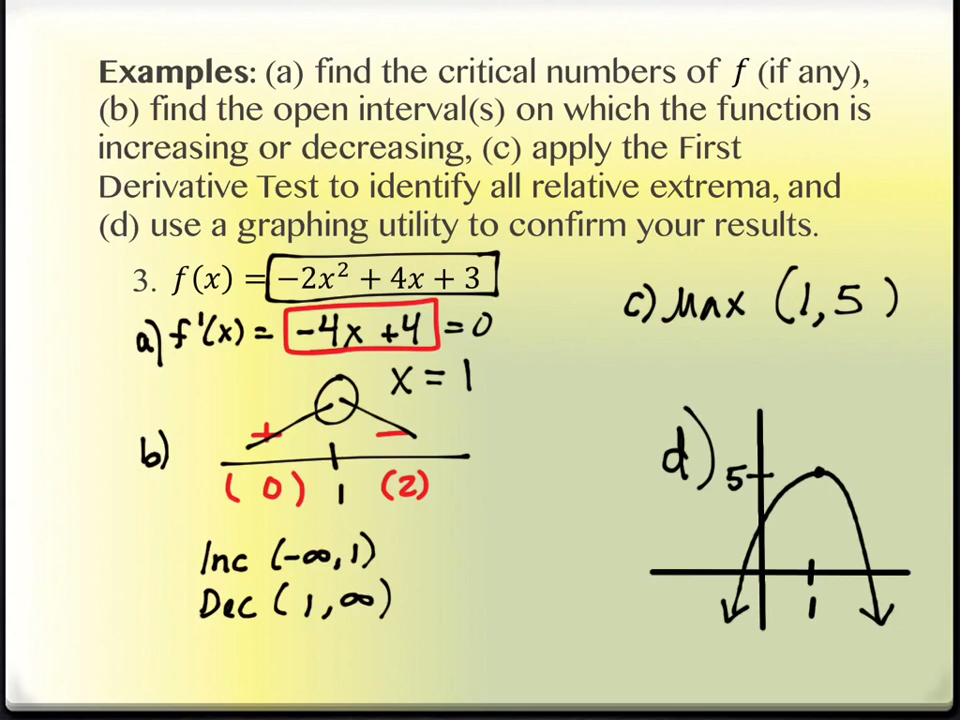 Examples: (a) find the critical numbers of f (if any),
(b) find the open interval(s) on which the function is
increasing or decreasing, (c) apply the First
Derivative Test to identify all relative extrema, and
(d) use a graphing utility to confirm your results.
3. f(x) = −2x² + 4x + 3
a) f'(x) = −4x +4 = 0
x = 1
b)
+ −
( 0 ) 1 (2)
Inc (−∞, 1)
Dec ( 1, ∞)
c) Max (1, 5 )
d)
5
1